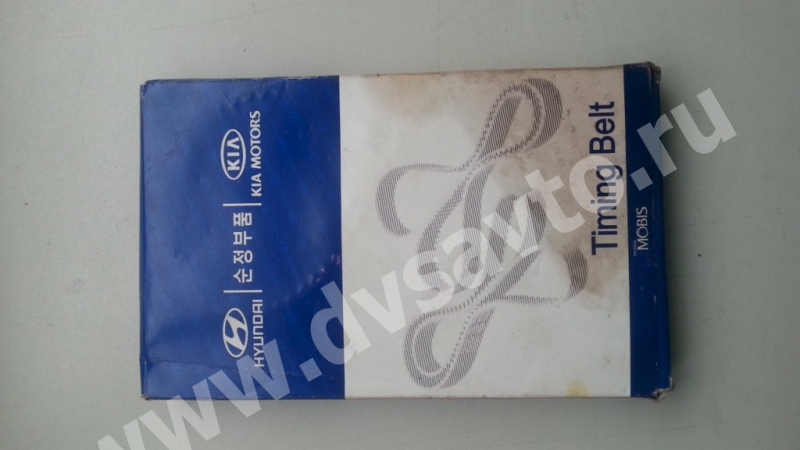 HYUNDAI
순정부품
KIA
KIA MOTORS
Timing Belt
MOBIS
www.dvsavto.ru